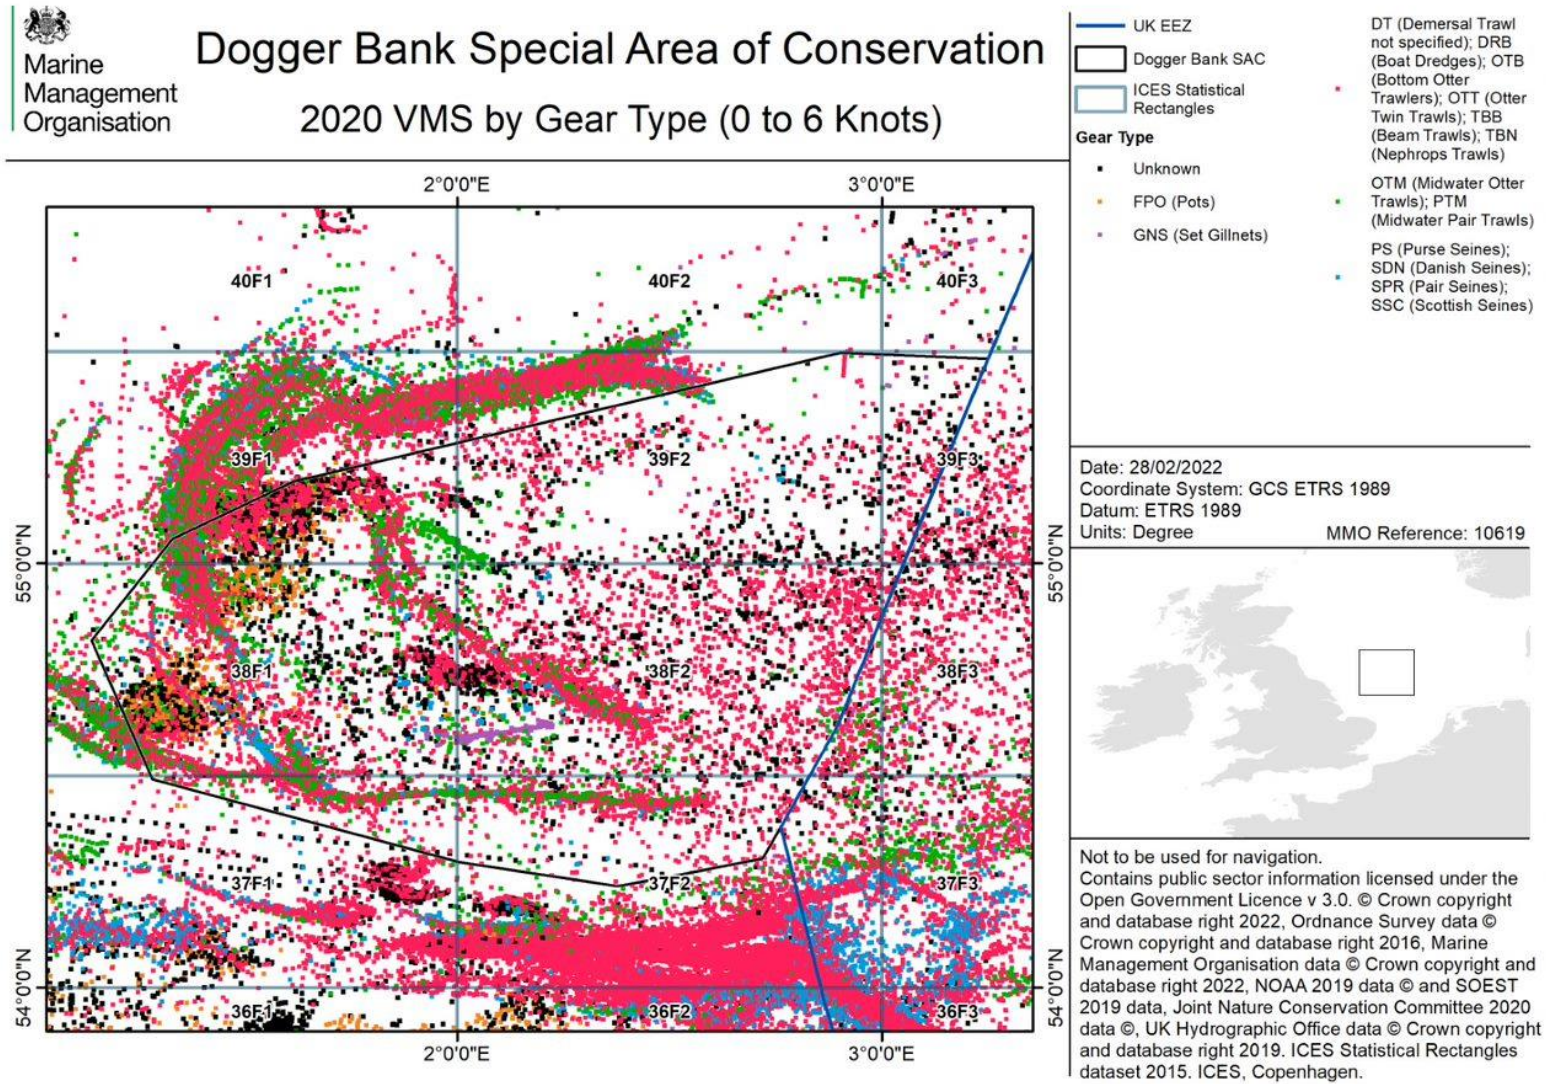 Marine
Management
Organisation
Dogger Bank Special Area of Conservation
2020 VMS by Gear Type (0 to 6 Knots)
UK EEZ
Dogger Bank SAC
ICES Statistical
Rectangles
Gear Type
Unknown
FPO (Pots)
GNS (Set Gillnets)
DT (Demersal Trawl
not specified); DRB
(Boat Dredges); OTB
(Bottom Otter
Trawlers); OTT (Otter
Twin Trawls); TBB
(Beam Trawls); TBN
(Nephrops Trawls)
OTM (Midwater Otter
Trawls); PTM
(Midwater Pair Trawls)
PS (Purse Seines);
SDN (Danish Seines);
SPR (Pair Seines);
SSC (Scottish Seines)
2°0'0"E
3°0'0"E
40F1
40F2
40F3
39F1
39F2
39F3
55°0'0"N
55°0'0"N
38F1
38F2
38F3
37F1
37F2
37F3
54°0'0"N
54°0'0"N
36F1
36F2
36F3
2°0'0"E
3°0'0"E
Date: 28/02/2022
Coordinate System: GCS ETRS 1989
Datum: ETRS 1989
Units: Degree
MMO Reference: 10619
Not to be used for navigation.
Contains public sector information licensed under the
Open Government Licence v 3.0. © Crown copyright
and database right 2022, Ordnance Survey data ©
Crown copyright and database right 2016, Marine
Management Organisation data © Crown copyright and
database right 2022, NOAA 2019 data © and SOEST
2019 data, Joint Nature Conservation Committee 2020
data ©, UK Hydrographic Office data © Crown copyright
and database right 2019. ICES Statistical Rectangles
dataset 2015. ICES, Copenhagen.